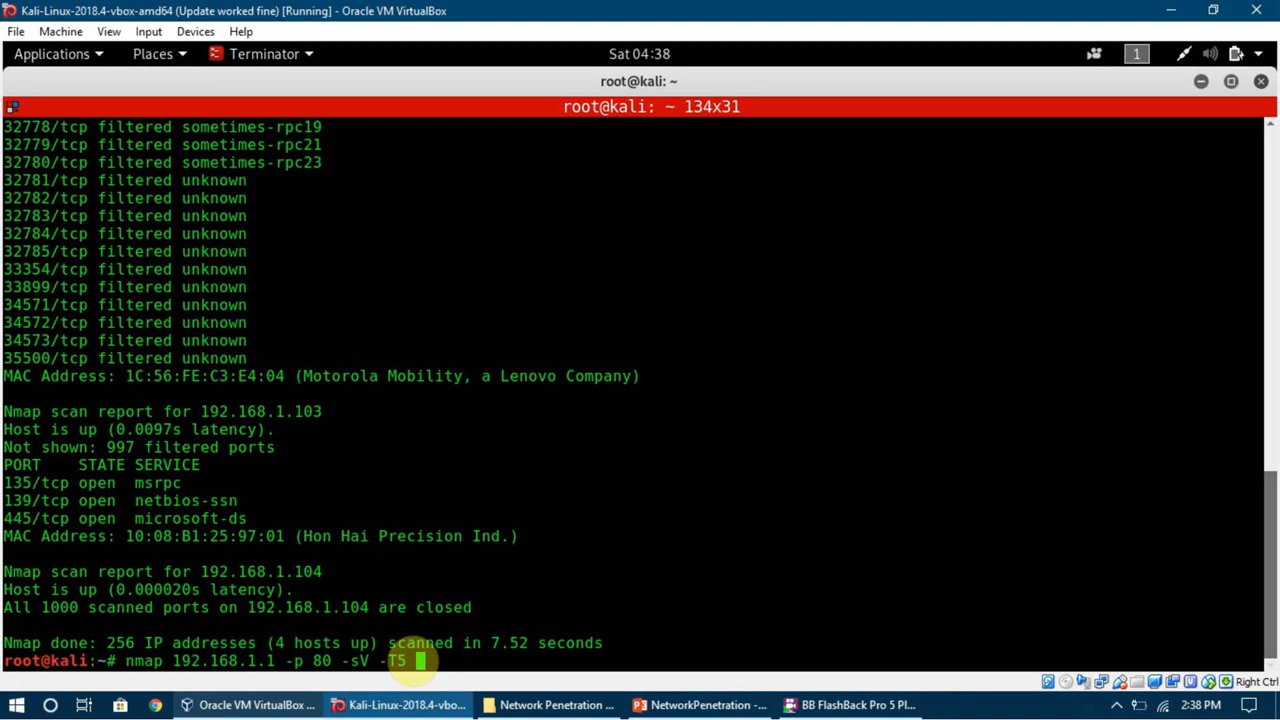 Kali-Linux-2018.4-vbox-amd64 (Update worked fine) [Running] - Oracle VM VirtualBox
File Machine View Input Devices Help
Applications Places Terminator Sat 04:38 1
root@kali: ~
root@kali: ~ 134x31
32778/tcp filtered sometimes-rpc19
32779/tcp filtered sometimes-rpc21
32780/tcp filtered sometimes-rpc23
32781/tcp filtered unknown
32782/tcp filtered unknown
32783/tcp filtered unknown
32784/tcp filtered unknown
32785/tcp filtered unknown
33354/tcp filtered unknown
33899/tcp filtered unknown
34571/tcp filtered unknown
34572/tcp filtered unknown
34573/tcp filtered unknown
35500/tcp filtered unknown
MAC Address: 1C:56:FE:C3:E4:04 (Motorola Mobility, a Lenovo Company)
Nmap scan report for 192.168.1.103
Host is up (0.0097s latency).
Not shown: 997 filtered ports
PORT    STATE SERVICE
135/tcp open  msrpc
139/tcp open  netbios-ssn
445/tcp open  microsoft-ds
MAC Address: 10:08:B1:25:97:01 (Hon Hai Precision Ind.)
Nmap scan report for 192.168.1.104
Host is up (0.000020s latency).
All 1000 scanned ports on 192.168.1.104 are closed
Nmap done: 256 IP addresses (4 hosts up) scanned in 7.52 seconds
root@kali:~# nmap 192.168.1.1 -p 80 -sV -T5
Right Ctrl
Oracle VM VirtualBox ... Kali-Linux-2018.4-vbo... Network Penetration ... NetworkPenetration -... BB FlashBack Pro 5 Pl... 2:38 PM